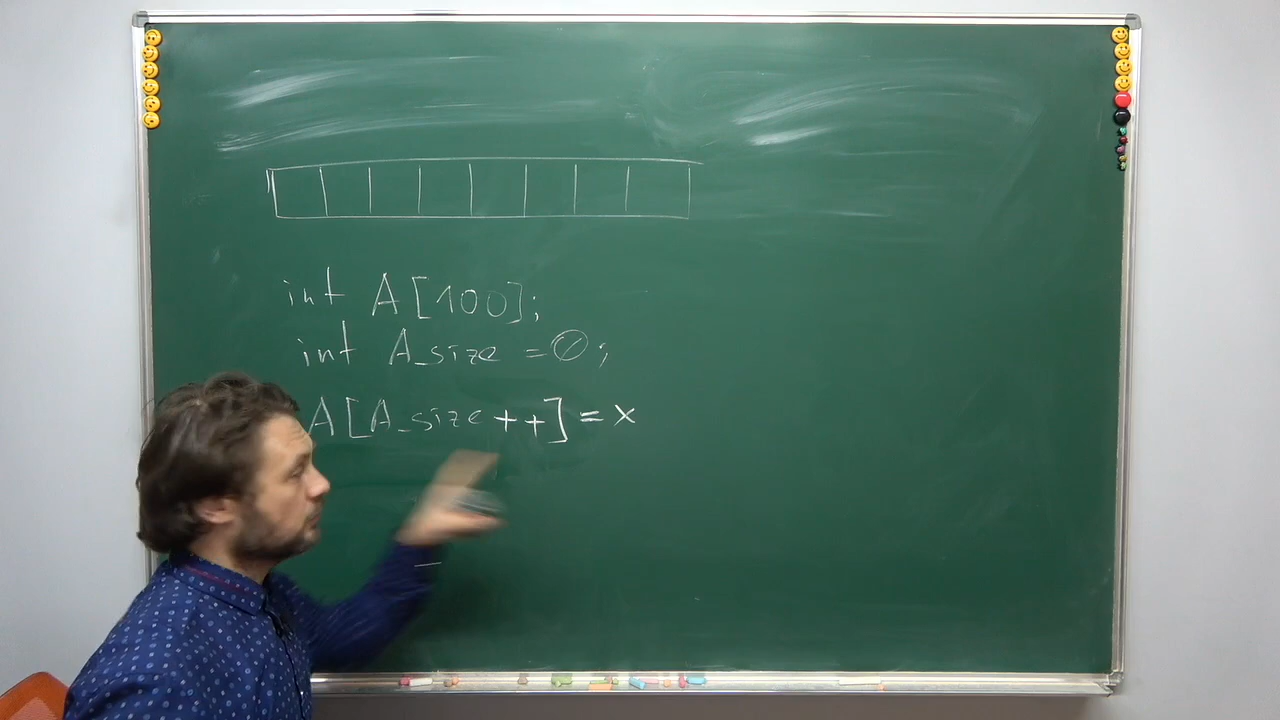 int A[100];
int A_size = 0;
A[A_size++] = x